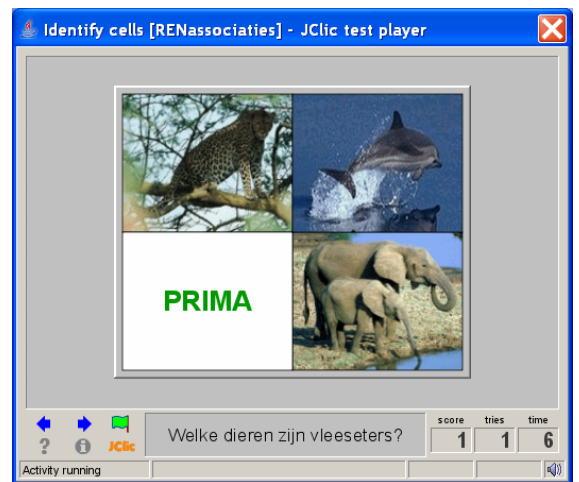 Identify cells [RENassociaties] - JClic test player
PRIMA
? i JClic
Welke dieren zijn vleeseters?
score tries time
1 1 6
Activity running